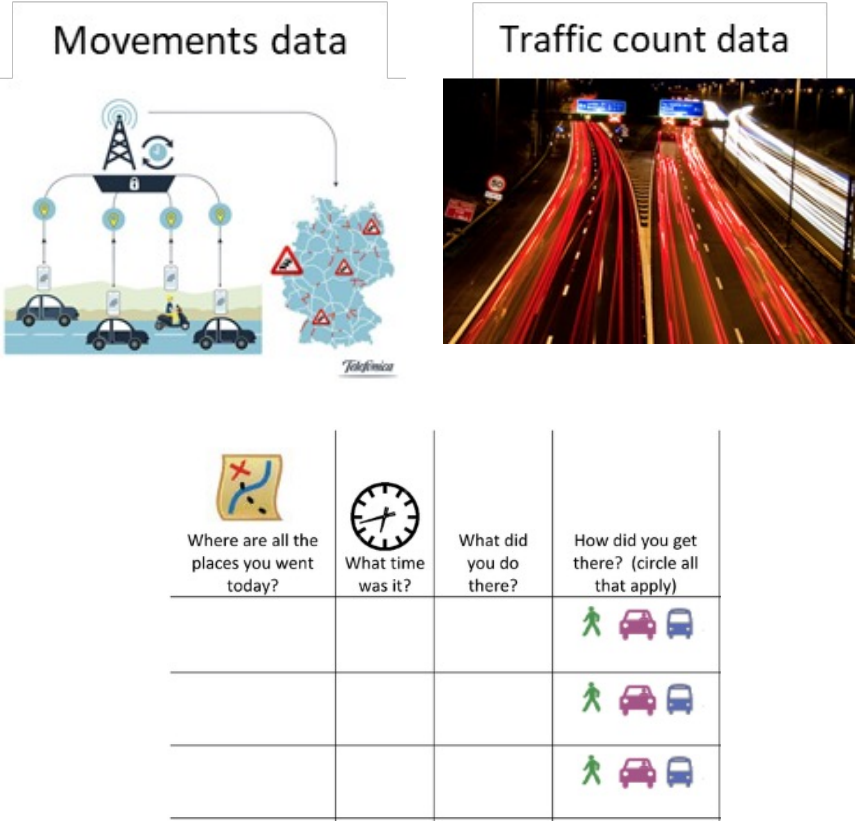 Movements data
Traffic count data
Telefónica
50
Where are all the
places you went
today?
What time
was it?
What did
you do
there?
How did you get
there? (circle all
that apply)